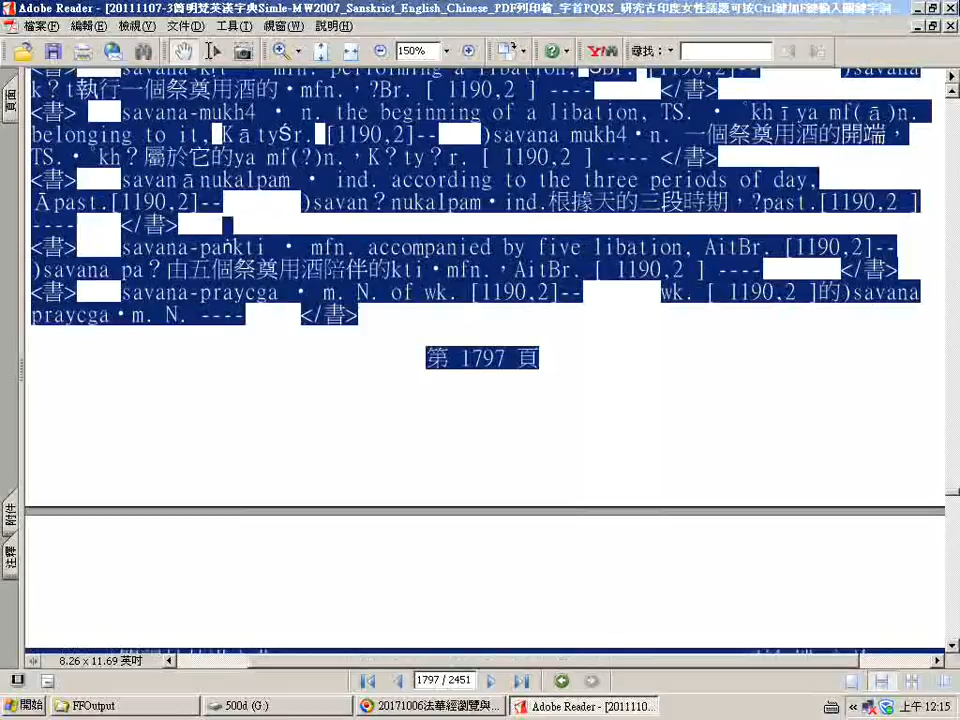 Adobe Reader - [20111107-3簡明梵英漢字典Simle-MW2007_Sanskrict_English_Chinese_PDF列印檔_字首PQRS_研究古印度女性議題可按Ctrl鍵加F鍵輸入關鍵字詞
檔案(F) 編輯(E) 檢視(V) 文件(D) 工具(T) 視窗(W) 說明(H)
150% 尋找：
頁面
k？t執行一個祭奠用酒的‧mfn.，?Br. [ 1190,2 ] ---- </書>
<書> savana-mukh4 ‧ n. the beginning of a libation, TS.‧˚khīya mf(ā)n.
belonging to it, KātyŚr. [1190,2]-- )savana mukh4‧n. 一個祭奠用酒的開端，
TS.‧˚kh？屬於它的ya mf(?)n.，K？ty？r. [ 1190,2 ] ---- </書>
<書> savanānukalpam ‧ ind. according to the three periods of day,
Āpast.[1190,2]-- )savan？nukalpam‧ind.根據天的三段時期，?past.[1190,2 ]
---- </書>
<書> savana-paṅkti ‧ mfn. accompanied by five libation, AitBr. [1190,2]--
)savana pa？由五個祭奠用酒陪伴的kti‧mfn.，AitBr. [ 1190,2 ] ---- </書>
<書> savana-praycga ‧ m. N. of wk. [1190,2]-- wk. [ 1190,2 ]的)savana
praycga‧m. N. ---- </書>
第 1797 頁
附件
注釋
8.26 x 11.69 英吋
1797 / 2451
開始 FFOutput 500d (G:) 20171006法華經瀏覽與... Adobe Reader - [2011110... 上午 12:15